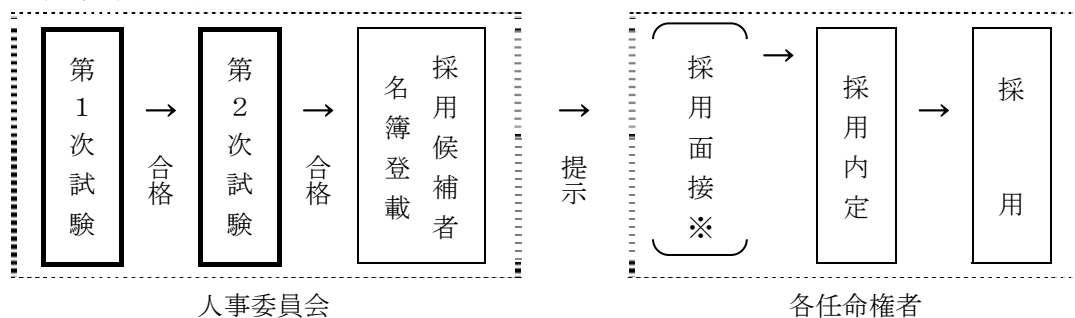 第1次試験
→
合格
第2次試験
→
合格
採用候補者
名簿登載
→
提示
採用面接※
→
採用内定
→
採用
人事委員会
各任命権者